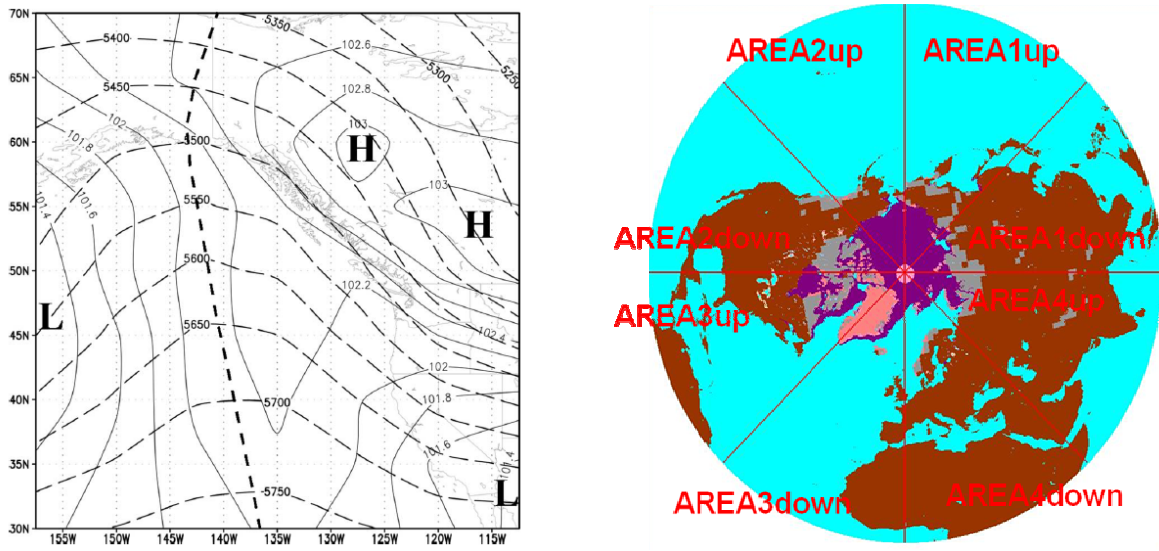 70N
65N
60N
55N
50N
45N
40N
35N
30N
155W 150W 145W 140W 135W 130W 125W 120W 115W
5400
5350
102.6
5300
5250
5450
102.8
101.8
102
103
5500
H
101.4
101.6
103
5550
H
5600
102.2
L
5650
102.4
102
5700
101.8
101.6
101.4
5750
L
AREA2up
AREA1up
AREA2down
AREA1down
AREA3up
AREA4up
AREA3down
AREA4down